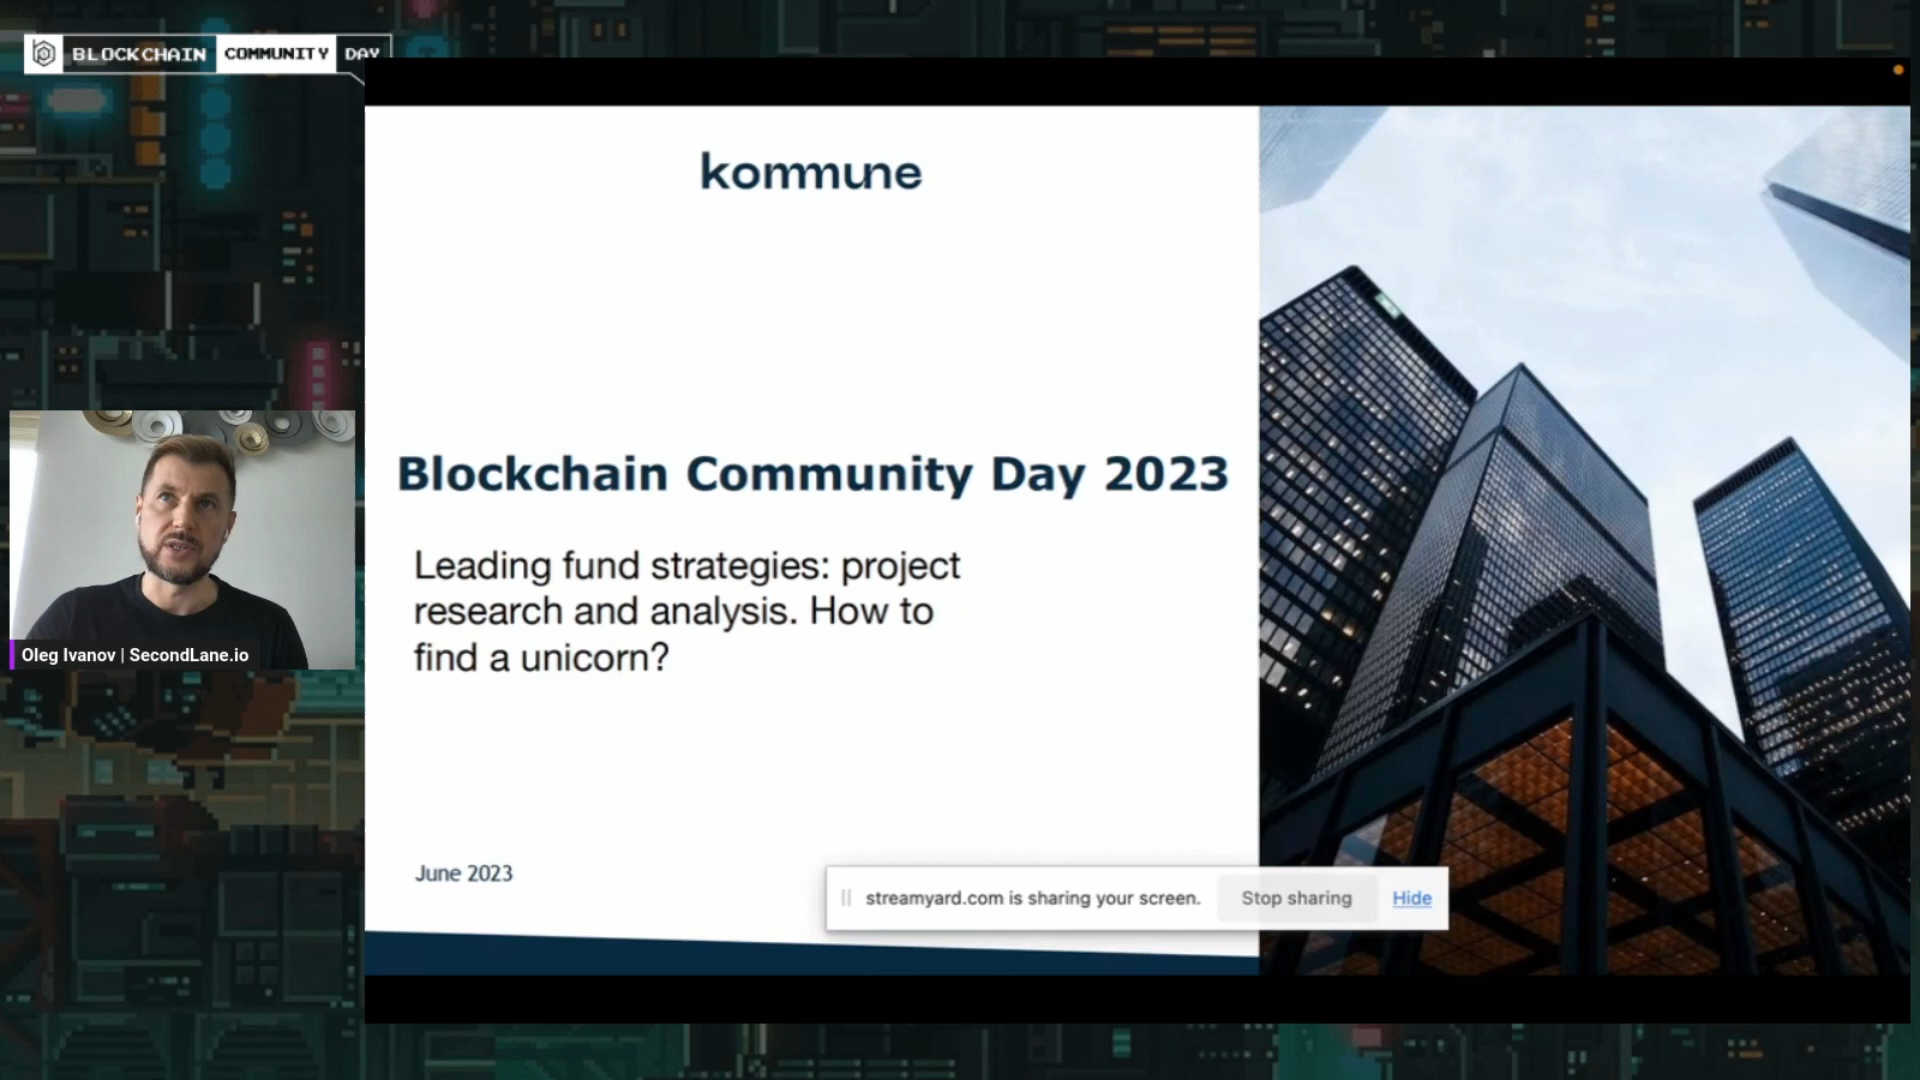 BLOCKCHAIN COMMUNITY DAY
kommune
Blockchain Community Day 2023
Leading fund strategies: project
research and analysis. How to
find a unicorn?
Oleg Ivanov | SecondLane.io
June 2023
streamyard.com is sharing your screen. Stop sharing Hide